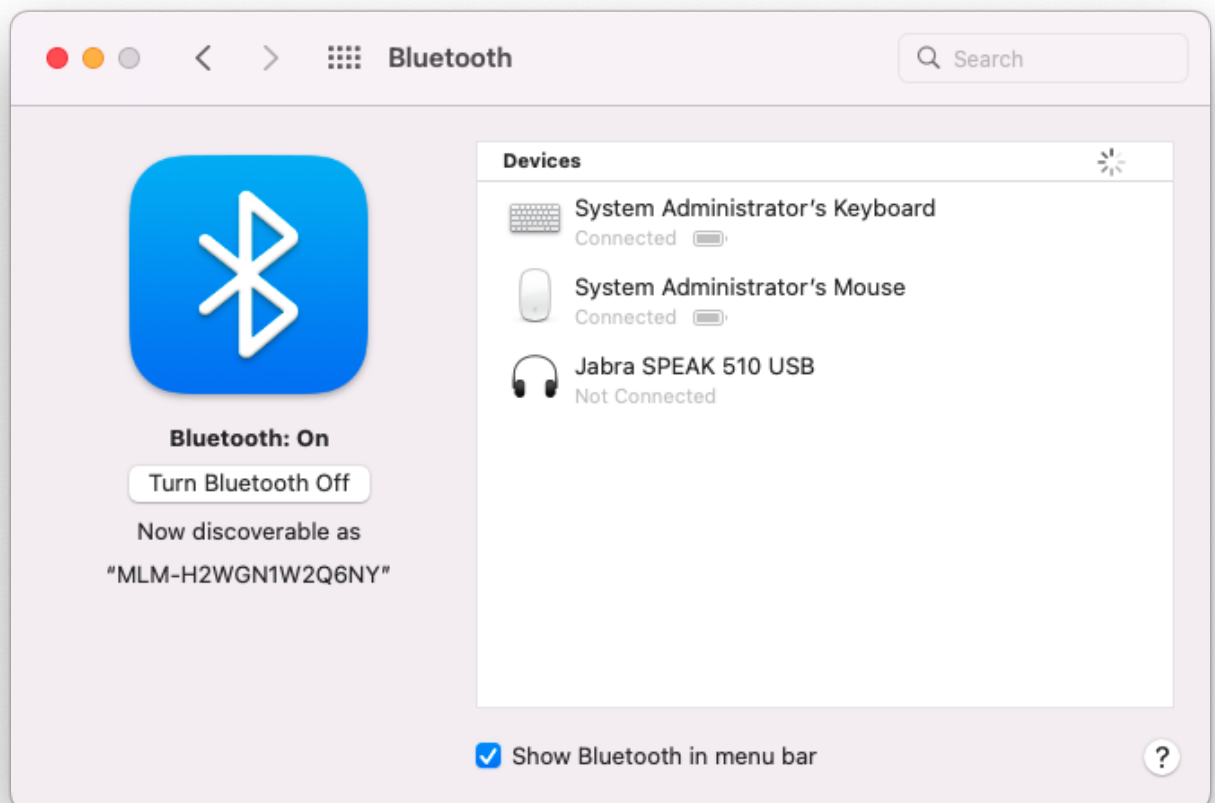 Bluetooth
Search
Devices
System Administrator’s Keyboard
Connected
System Administrator’s Mouse
Connected
Jabra SPEAK 510 USB
Not Connected
Bluetooth: On
Turn Bluetooth Off
Now discoverable as
“MLM-H2WGN1W2Q6NY”
Show Bluetooth in menu bar
?